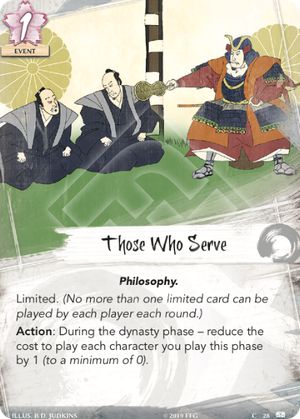 1
EVENT
Those Who Serve
Philosophy.
Limited. (No more than one limited card can be
played by each player each round.)
Action: During the dynasty phase – reduce the
cost to play each character you play this phase
by 1 (to a minimum of 0).
ILLUS. B.D. JUDKINS
©2019 FFG
C 28